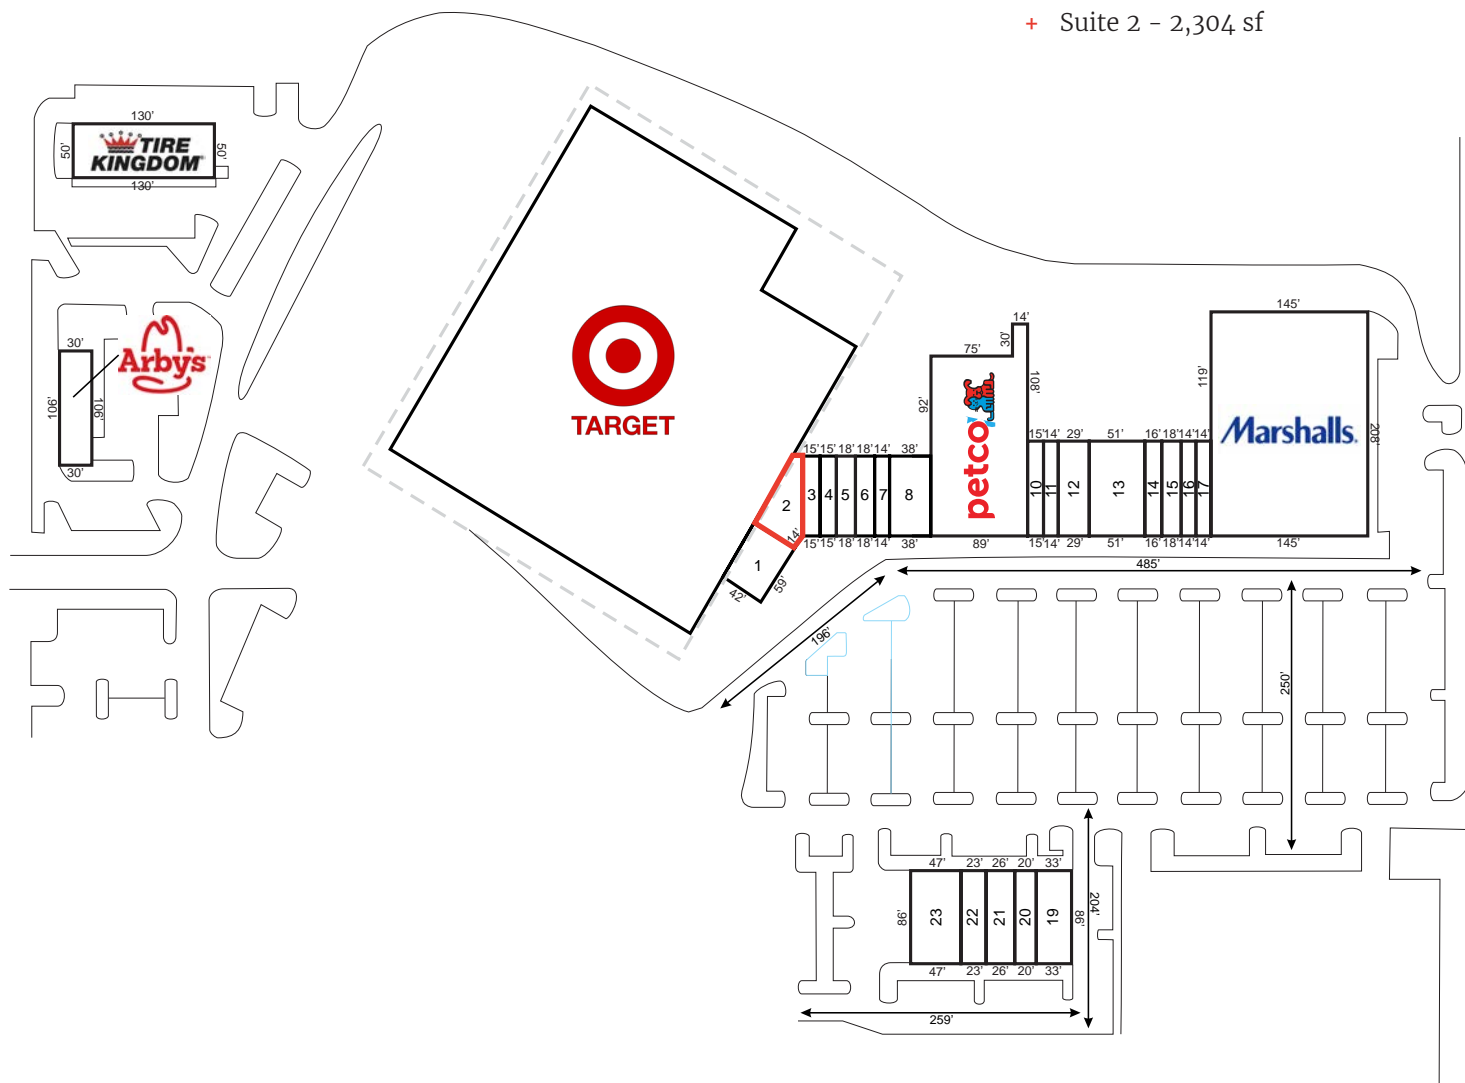 + Suite 2 - 2,304 sf
130'
50'
TIRE
KINGDOM
50'
130'
30'
Arby's
106'
106'
30'
TARGET
14'
30'
75'
108'
92'
petco
145'
119'
Marshalls
208'
15' 15' 18' 18' 14' 38'
15' 14' 29' 51' 16' 18' 14' 14'
2 3 4 5 6 7 8
10 11 12 13 14 15 16 17
14'
15' 15' 18' 18' 14' 38' 89' 15' 14' 29' 51' 16' 18' 14' 14' 145'
1
42'
59'
485'
196'
250'
47' 23' 26' 20' 33'
86'
23 22 21 20 19
86'
204'
47' 23' 26' 20' 33'
259'